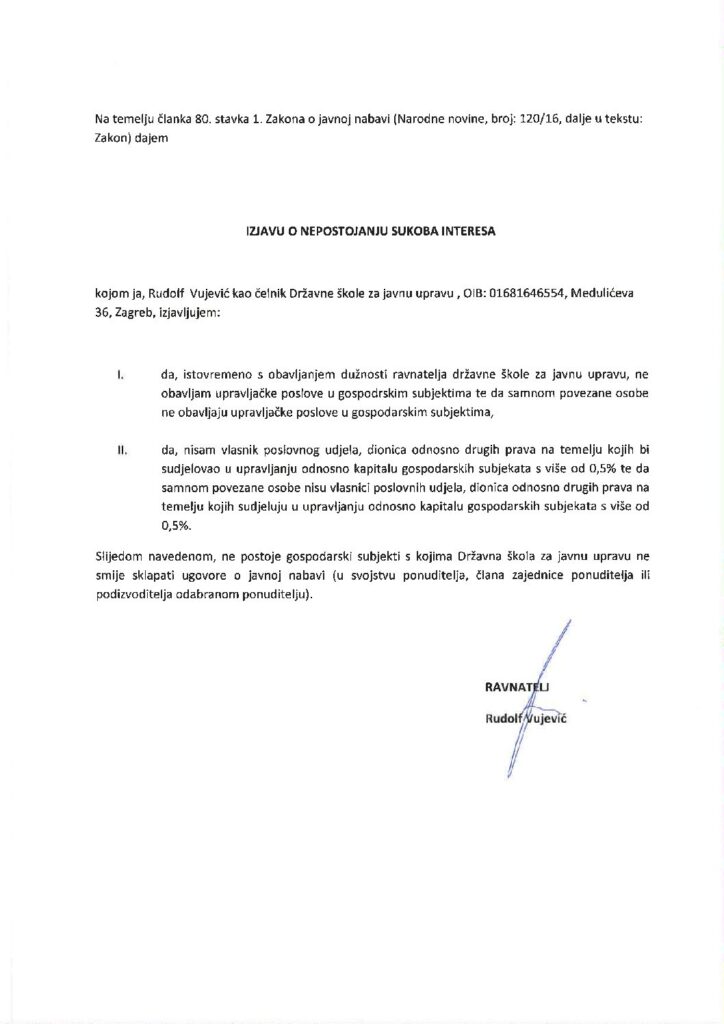 Na temelju članka 80. stavka 1. Zakona o javnoj nabavi (Narodne novine, broj: 120/16, dalje u tekstu:
Zakon) dajem
IZJAVU O NEPOSTOJANJU SUKOBA INTERESA
kojom ja, Rudolf Vujević kao čelnik Državne škole za javnu upravu , OIB: 01681646554, Medulićeva
36, Zagreb, izjavljujem:
I. da, istovremeno s obavljanjem dužnosti ravnatelja državne škole za javnu upravu, ne
obavljam upravljačke poslove u gospodrskim subjektima te da samnom povezane osobe
ne obavljaju upravljačke poslove u gospodarskim subjektima,
II. da, nisam vlasnik poslovnog udjela, dionica odnosno drugih prava na temelju kojih bi
sudjelovao u upravljanju odnosno kapitalu gospodarskih subjekata s više od 0,5% te da
samnom povezane osobe nisu vlasnici poslovnih udjela, dionica odnosno drugih prava na
temelju kojih sudjeluju u upravljanju odnosno kapitalu gospodarskih subjekata s više od
0,5%.
Slijedom navedenom, ne postoje gospodarski subjekti s kojima Državna škola za javnu upravu ne
smije sklapati ugovore o javnoj nabavi (u svojstvu ponuditelja, člana zajednice ponuditelja ili
podizvoditelja odabranom ponuditelju).
RAVNATELJ
Rudolf Vujević